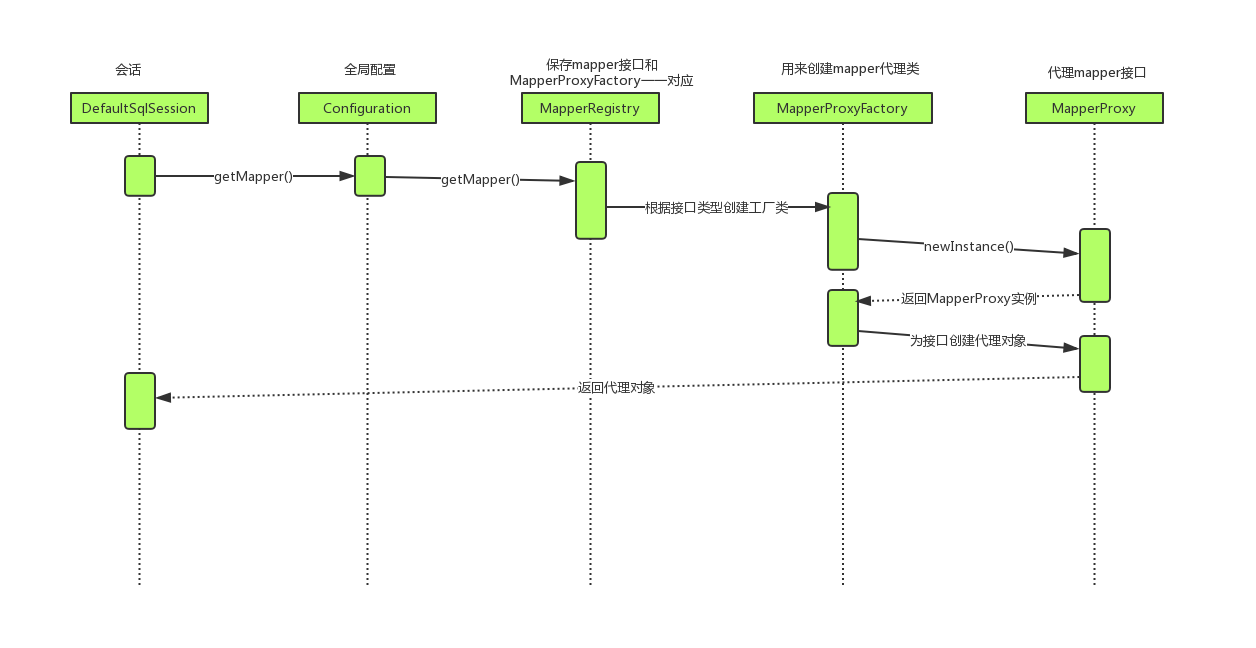 会话
全局配置
保存mapper接口和
MapperProxyFactory一一对应
用来创建mapper代理类
代理mapper接口
DefaultSqlSession
Configuration
MapperRegistry
MapperProxyFactory
MapperProxy
getMapper()
getMapper()
根据接口类型创建工厂类
newInstance()
返回MapperProxy实例
为接口创建代理对象
返回代理对象